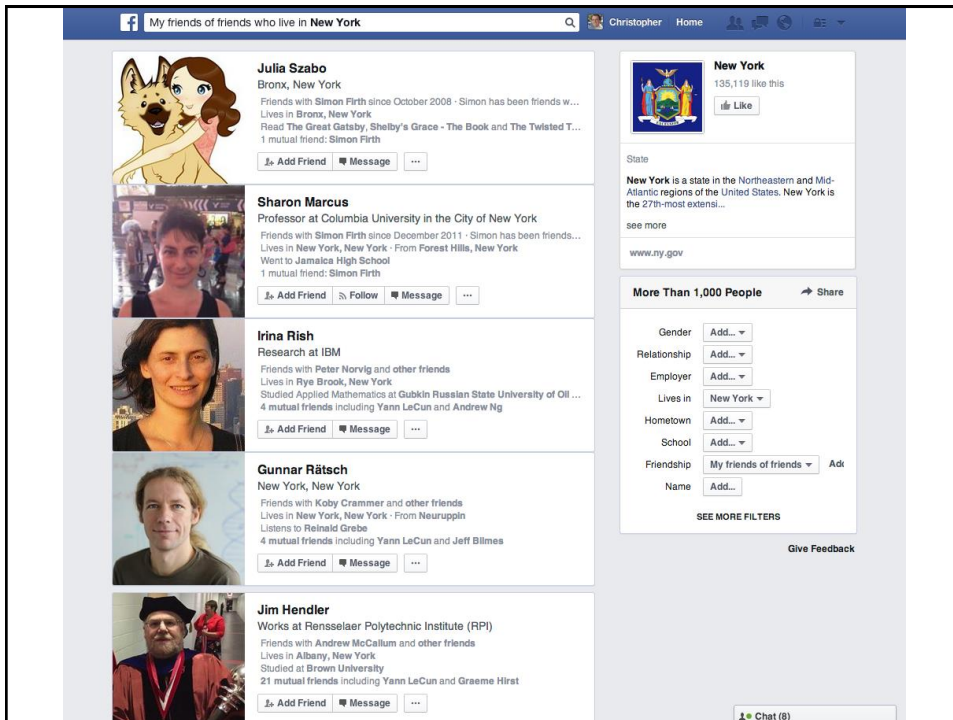 f My friends of friends who live in New York Christopher Home
Julia Szabo
Bronx, New York
Friends with Simon Firth since October 2008 · Simon has been friends w...
Lives in Bronx, New York
Read The Great Gatsby, Shelby's Grace - The Book and The Twisted T...
1 mutual friend: Simon Firth
Add Friend Message ...
Sharon Marcus
Professor at Columbia University in the City of New York
Friends with Simon Firth since December 2011 · Simon has been friends...
Lives in New York, New York · From Forest Hills, New York
Went to Jamaica High School
1 mutual friend: Simon Firth
Add Friend Follow Message ...
Irina Rish
Research at IBM
Friends with Peter Norvig and other friends
Lives in Rye Brook, New York
Studied Applied Mathematics at Gubkin Russian State University of Oil ...
4 mutual friends including Yann LeCun and Andrew Ng
Add Friend Message ...
Gunnar Rätsch
New York, New York
Friends with Koby Crammer and other friends
Lives in New York, New York · From Neuruppin
Listens to Reinald Grebe
4 mutual friends including Yann LeCun and Jeff Bilmes
Add Friend Message ...
Jim Hendler
Works at Rensselaer Polytechnic Institute (RPI)
Friends with Andrew McCallum and other friends
Lives in Albany, New York
Studied at Brown University
21 mutual friends including Yann LeCun and Graeme Hirst
Add Friend Message ...
New York
135,119 like this
Like
State
New York is a state in the Northeastern and Mid-
Atlantic regions of the United States. New York is
the 27th-most extensi...
see more
www.ny.gov
More Than 1,000 People Share
Gender Add...
Relationship Add...
Employer Add...
Lives in New York
Hometown Add...
School Add...
Friendship My friends of friends Add
Name Add...
SEE MORE FILTERS
Give Feedback
Chat (8)